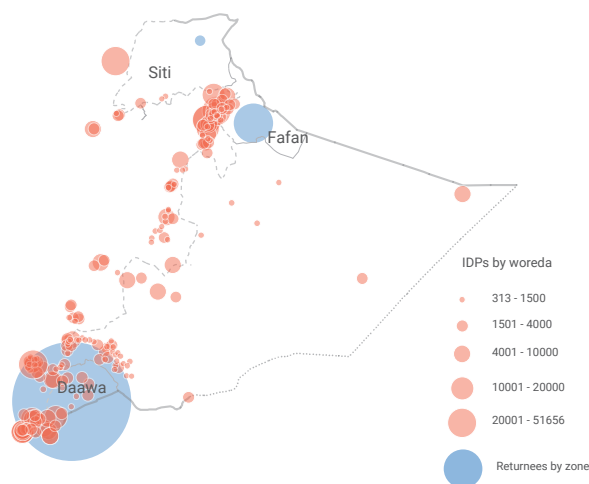 Siti
Fafan
Daawa
IDPs by woreda
313 - 1500
1501 - 4000
4001 - 10000
10001 - 20000
20001 - 51656
Returnees by zone